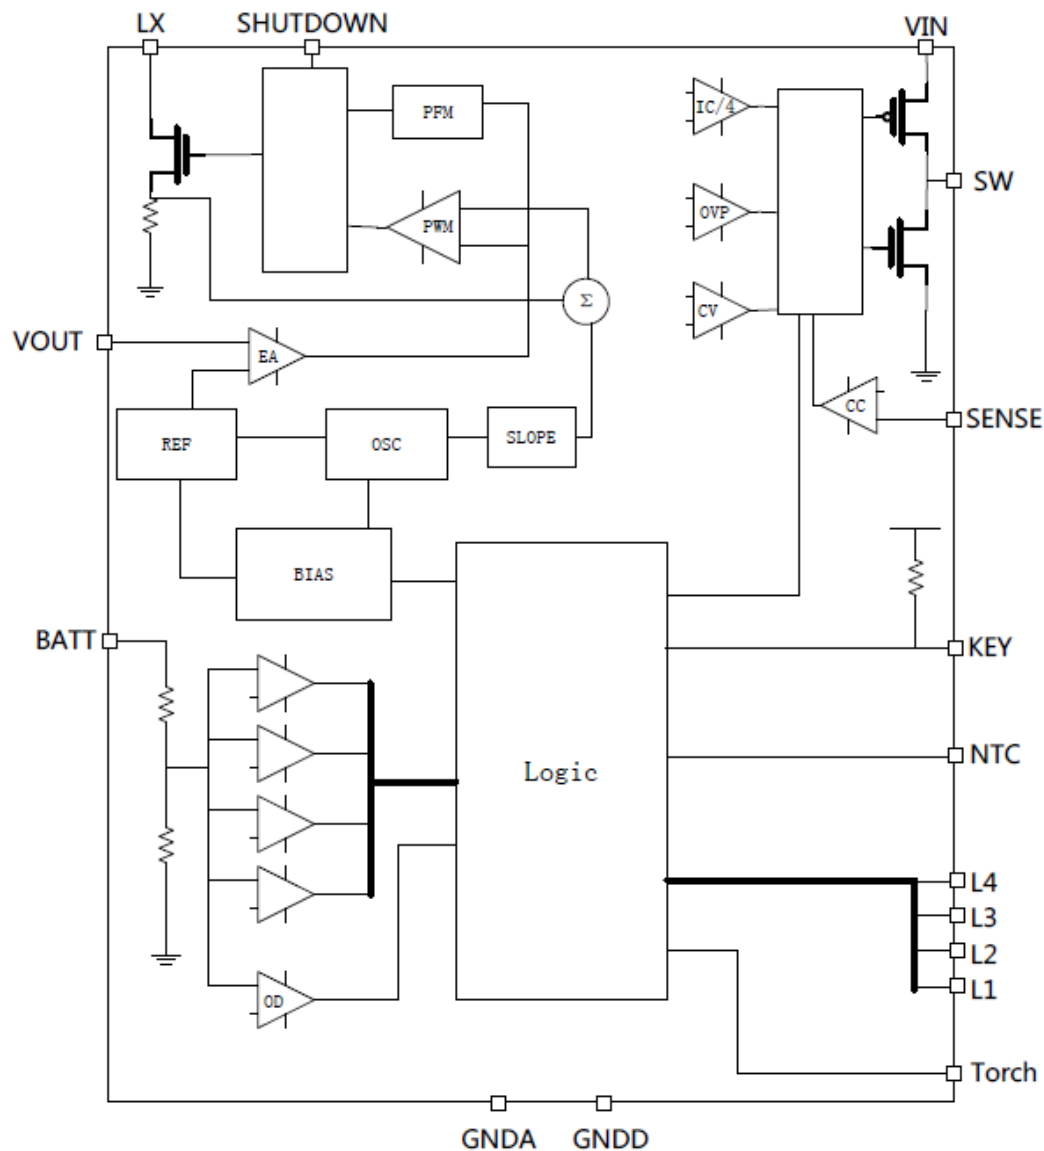 LX
SHUTDOWN
VIN
PFM
IC/4
SW
OVP
PWM
Σ
CV
VOUT
EA
CC
SENSE
REF
OSC
SLOPE
BIAS
BATT
KEY
NTC
Logic
L4
L3
L2
L1
OD
Torch
GNDA
GNDD